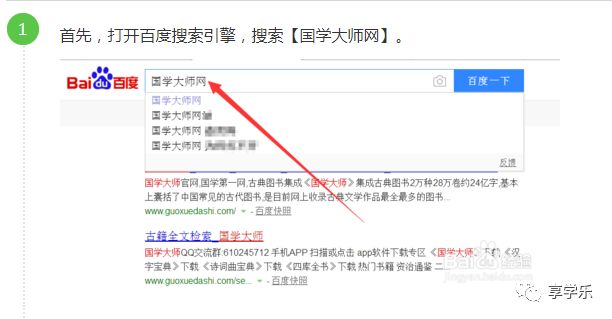 1
首先，打开百度搜索引擎，搜索【国学大师网】。
Bai du 百度
国学大师网
百度一下
国学大师网
国学大师网
国学大师网
国学大师网
反馈
国学大师官网,国学第一网,古典图书集成《国学大师》集成古典图书2万种28万卷约24亿字,基本
上囊括了中国常见的古代图书,是目前网上收录古典文学作品最全最多的图书...
www.guoxuedashi.com/ - 百度快照
古籍全文检索_国学大师
国学大师QQ交流群:610245712 手机APP 扫描或点击 app软件下载专区《国学大师》下载《汉
字宝典》下载《诗词曲宝典》下载《四库全书》下载 热门书籍 资治通鉴
www.guoxuedashi.com/se... - 百度快照
Bai 经验
享学乐